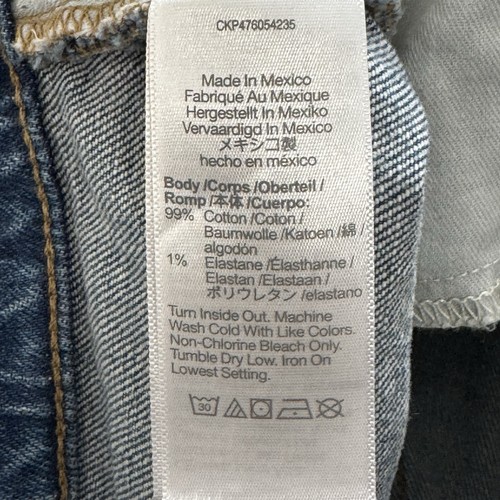 CKP476054235
Made In Mexico
Fabriqué Au Mexique
Hergestellt In Mexiko
Vervaardigd In Mexico
メキシコ製
hecho en méxico
Body /Corps /Oberteil /
Romp /本体 /Cuerpo:
99% Cotton /Coton /
Baumwolle /Katoen /綿 /
algodón
1% Elastane /Élasthanne /
Elastan /Elastaan /
ポリウレタン /elastano
Turn Inside Out. Machine
Wash Cold With Like Colors.
Non-Chlorine Bleach Only.
Tumble Dry Low. Iron On
Lowest Setting.
30